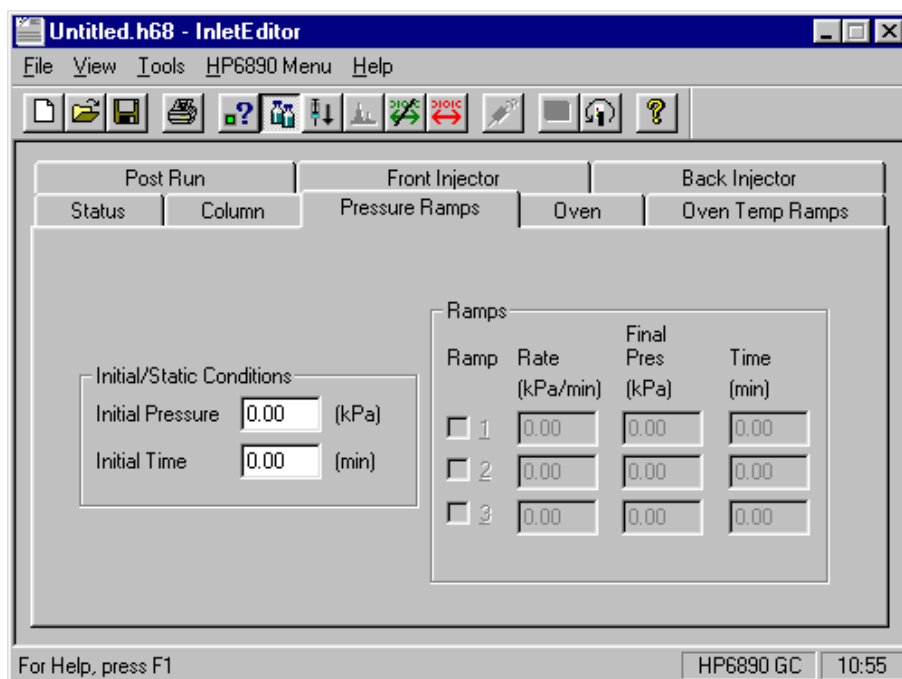 Untitled.h68 - InletEditor
File View Tools HP6890 Menu Help
Post Run Front Injector Back Injector
Status Column Pressure Ramps Oven Oven Temp Ramps
Initial/Static Conditions
Initial Pressure 0.00 (kPa)
Initial Time 0.00 (min)
Ramps
Ramp Rate (kPa/min) Final Pres (kPa) Time (min)
1 0.00 0.00 0.00
2 0.00 0.00 0.00
3 0.00 0.00 0.00
For Help, press F1 HP6890 GC 10:55